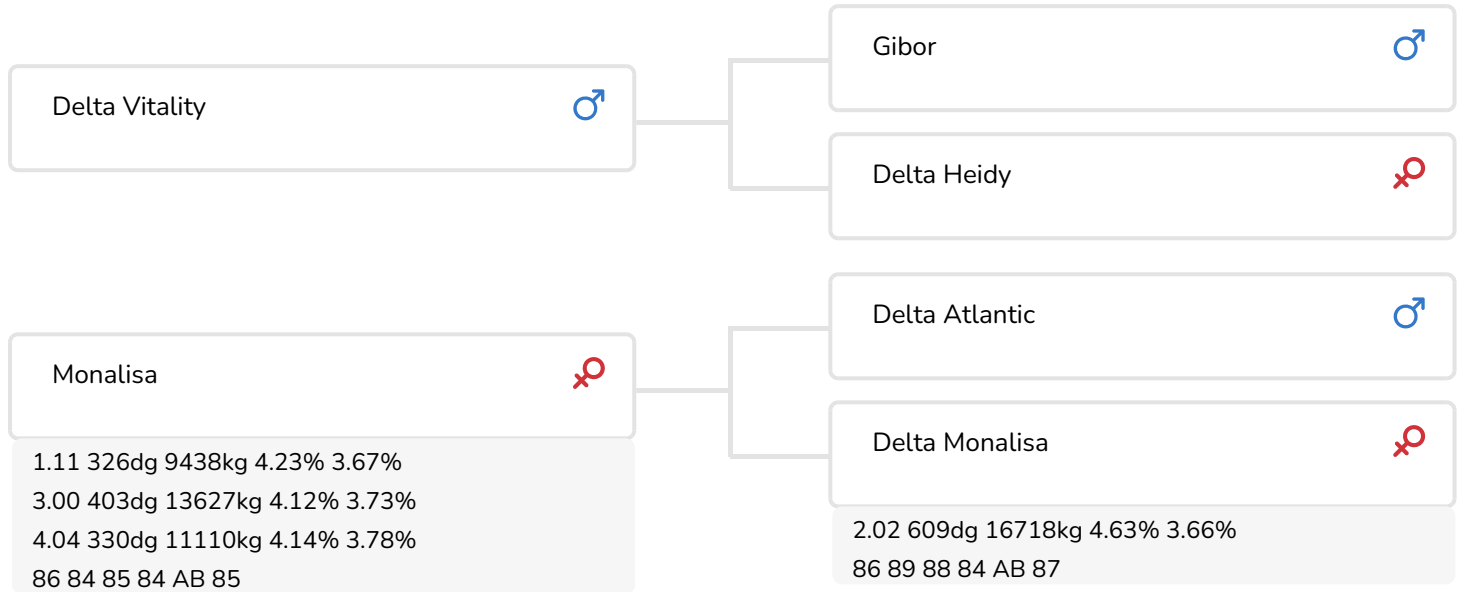 Delta Vitality
Gibor
Delta Heidy
Monalisa
1.11 326dg 9438kg 4.23% 3.67%
3.00 403dg 13627kg 4.12% 3.73%
4.04 330dg 11110kg 4.14% 3.78%
86 84 85 84 AB 85
Delta Atlantic
Delta Monalisa
2.02 609dg 16718kg 4.63% 3.66%
86 89 88 84 AB 87